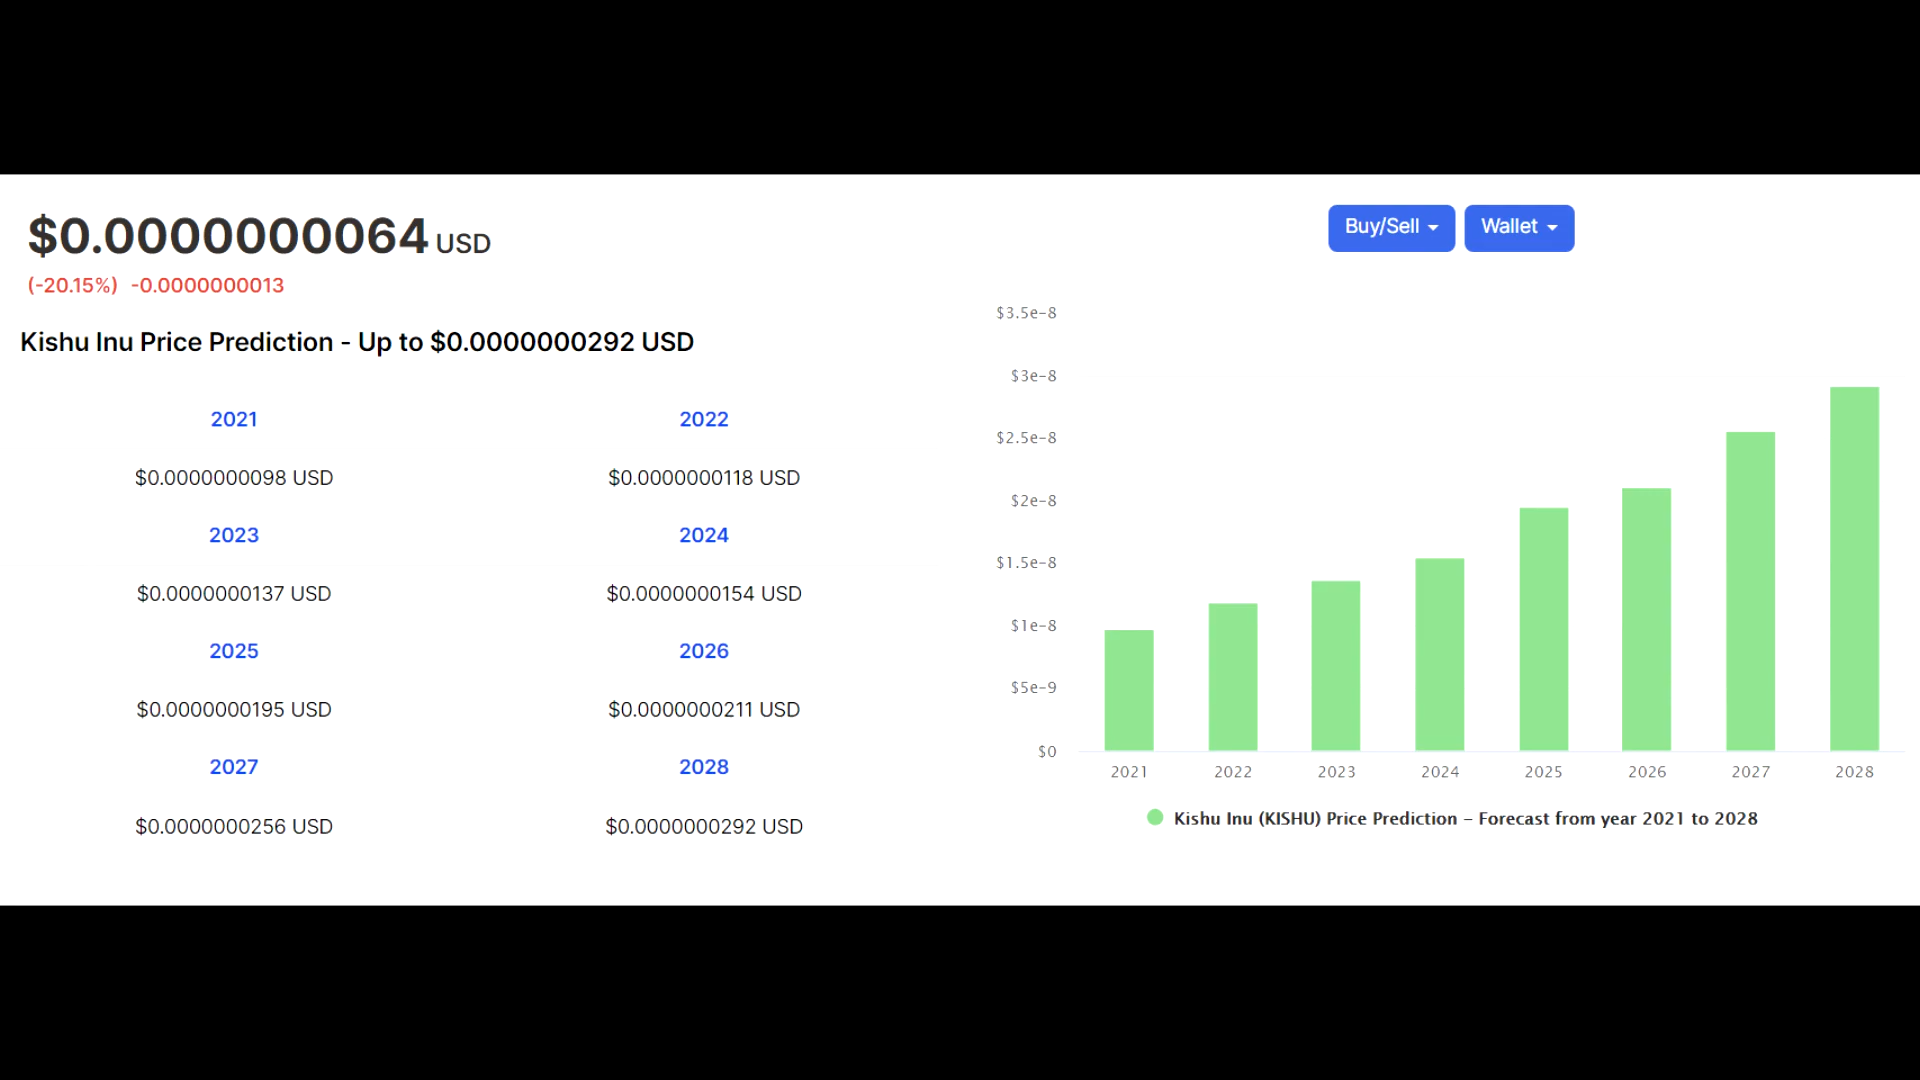 $0.0000000064 USD
(-20.15%) -0.0000000013
Kishu Inu Price Prediction - Up to $0.0000000292 USD
2021 2022
$0.0000000098 USD $0.0000000118 USD
2023 2024
$0.0000000137 USD $0.0000000154 USD
2025 2026
$0.0000000195 USD $0.0000000211 USD
2027 2028
$0.0000000256 USD $0.0000000292 USD
Buy/Sell Wallet
$3.5e-8
$3e-8
$2.5e-8
$2e-8
$1.5e-8
$1e-8
$5e-9
$0
2021 2022 2023 2024 2025 2026 2027 2028
Kishu Inu (KISHU) Price Prediction – Forecast from year 2021 to 2028